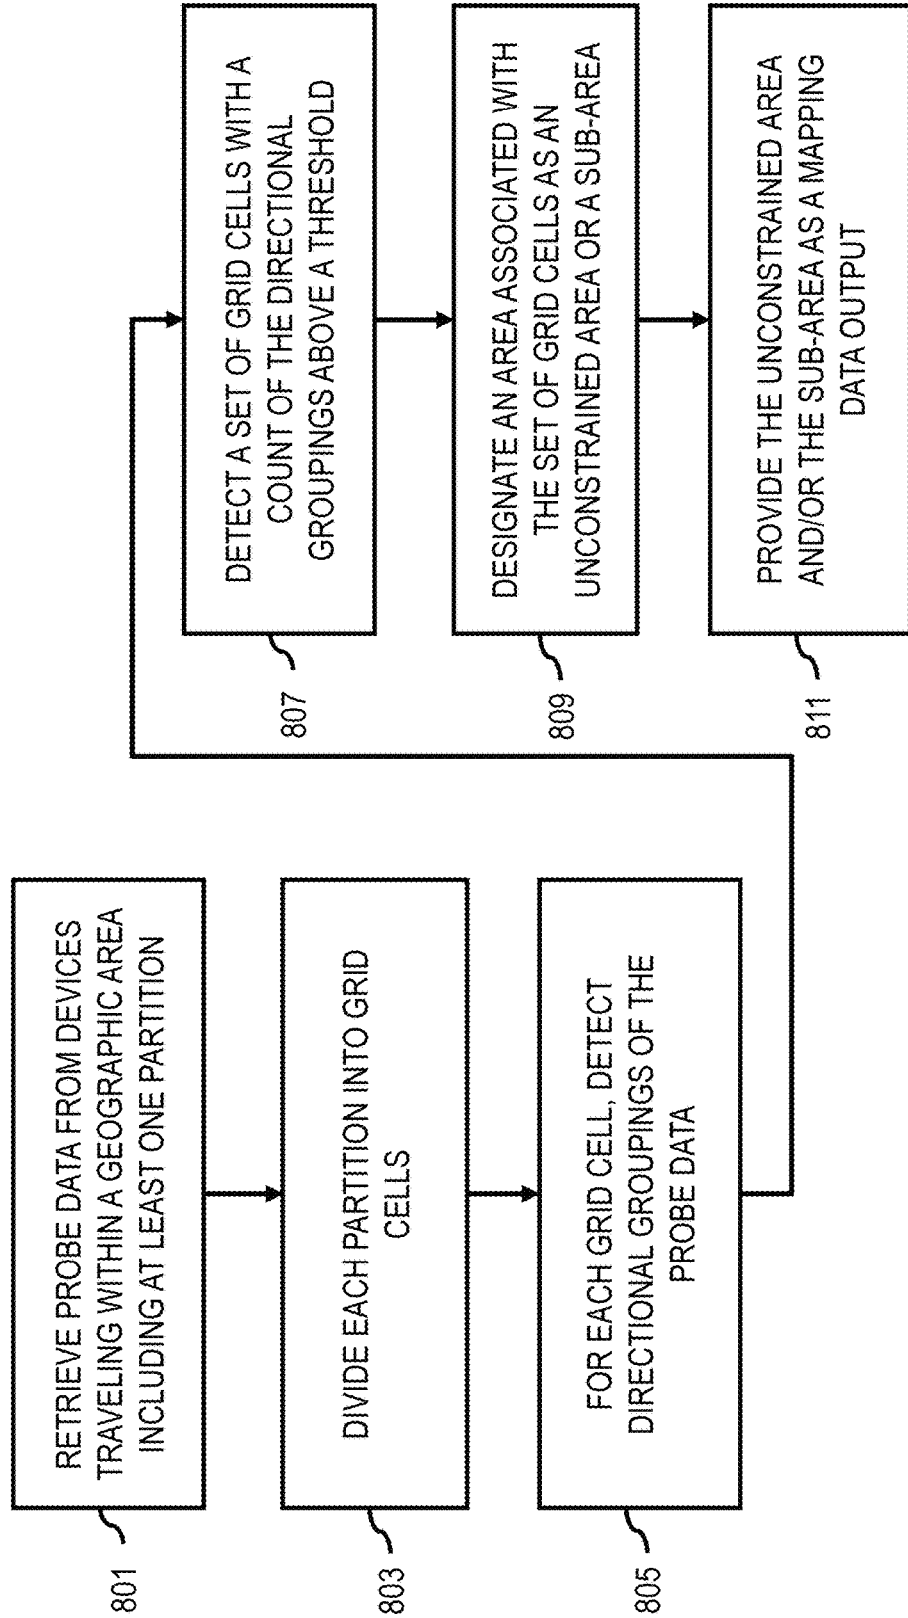 801
RETRIEVE PROBE DATA FROM DEVICES
TRAVELING WITHIN A GEOGRAPHIC AREA
INCLUDING AT LEAST ONE PARTITION
803
DIVIDE EACH PARTITION INTO GRID
CELLS
805
FOR EACH GRID CELL, DETECT
DIRECTIONAL GROUPINGS OF THE
PROBE DATA
807
DETECT A SET OF GRID CELLS WITH A
COUNT OF THE DIRECTIONAL
GROUPINGS ABOVE A THRESHOLD
809
DESIGNATE AN AREA ASSOCIATED WITH
THE SET OF GRID CELLS AS AN
UNCONSTRAINED AREA OR A SUB-AREA
811
PROVIDE THE UNCONSTRAINED AREA
AND/OR THE SUB-AREA AS A MAPPING
DATA OUTPUT